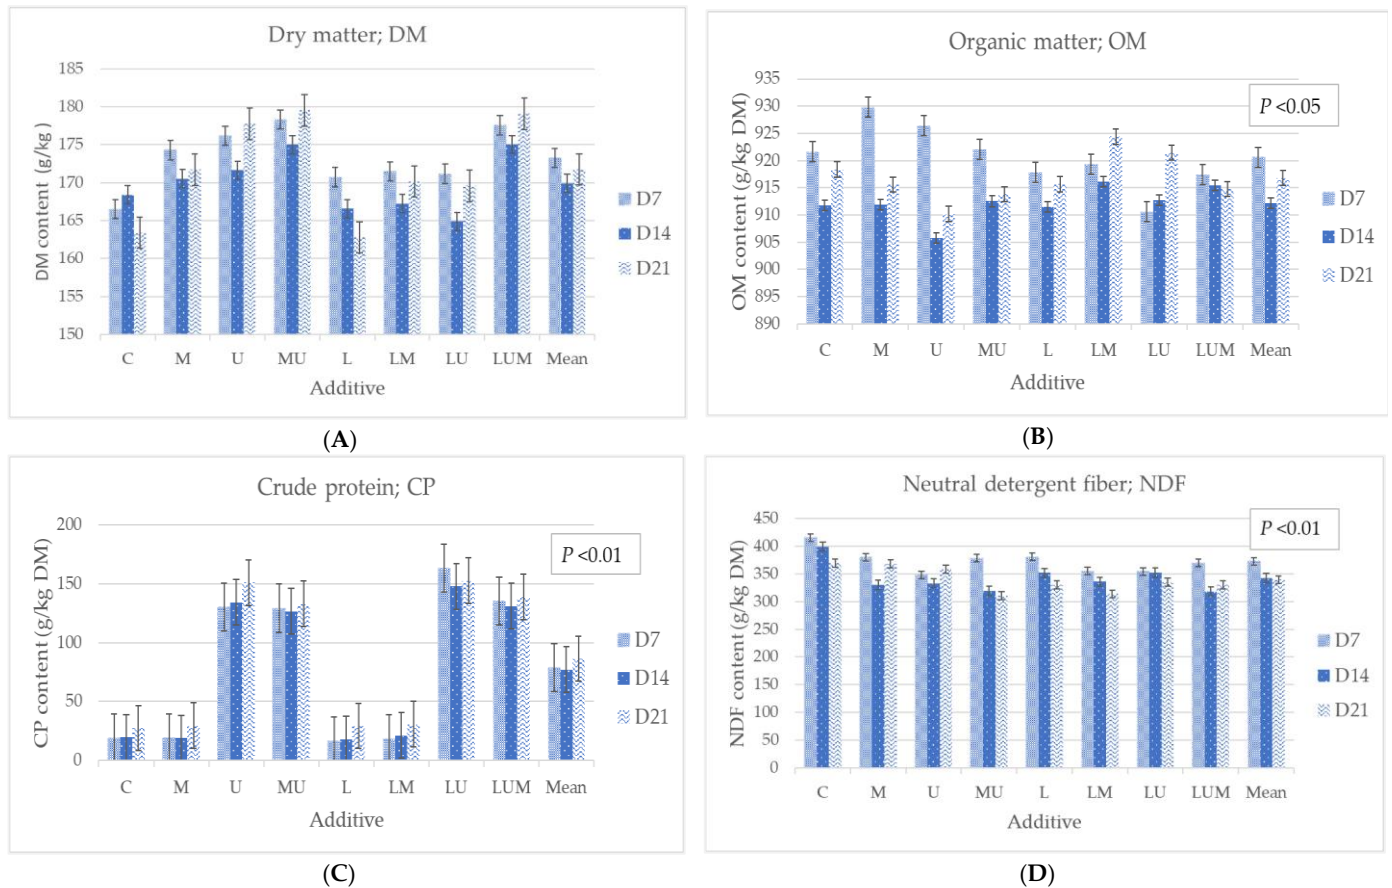 Dry matter; DM
DM content (g/kg )
185
180
175
170
165
160
155
150
C M U MU L LM LU LUM Mean
Additive
D7
D14
D21
(A)
Organic matter; OM
P <0.05
OM content (g/kg DM)
935
930
925
920
915
910
905
900
895
890
C M U MU L LM LU LUM Mean
Additive
D7
D14
D21
(B)
Crude protein; CP
P <0.01
CP content (g/kg DM)
200
150
100
50
0
C M U MU L LM LU LUM Mean
Additive
D7
D14
D21
(C)
Neutral detergent fiber; NDF
P <0.01
NDF content (g/kg DM)
450
400
350
300
250
200
150
100
50
0
C M U MU L LM LU LUM Mean
Additive
D7
D14
D21
(D)